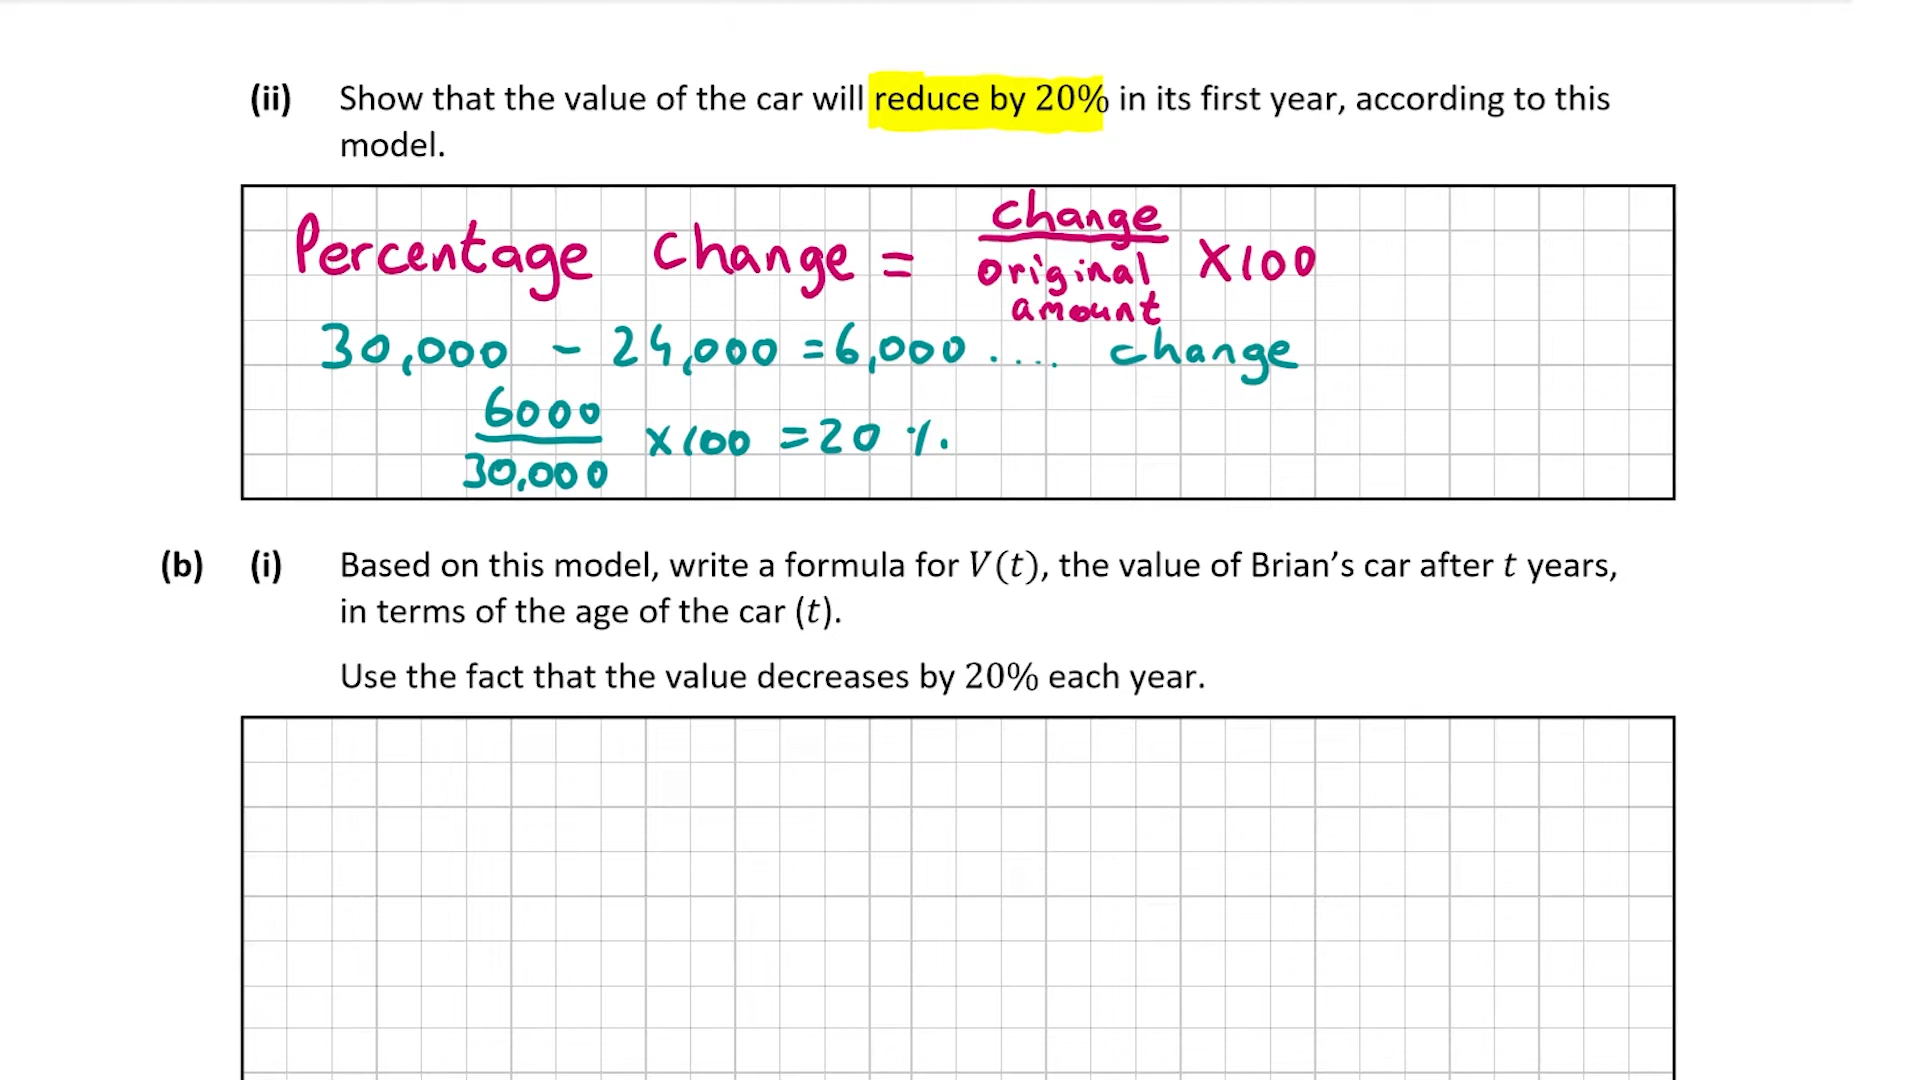 (ii) Show that the value of the car will reduce by 20% in its first year, according to this
model.
Percentage Change = change / original amount × 100
30,000 - 24,000 = 6,000 .... change
6000 / 30,000 × 100 = 20 %
(b) (i) Based on this model, write a formula for V(t), the value of Brian’s car after t years,
in terms of the age of the car (t).
Use the fact that the value decreases by 20% each year.